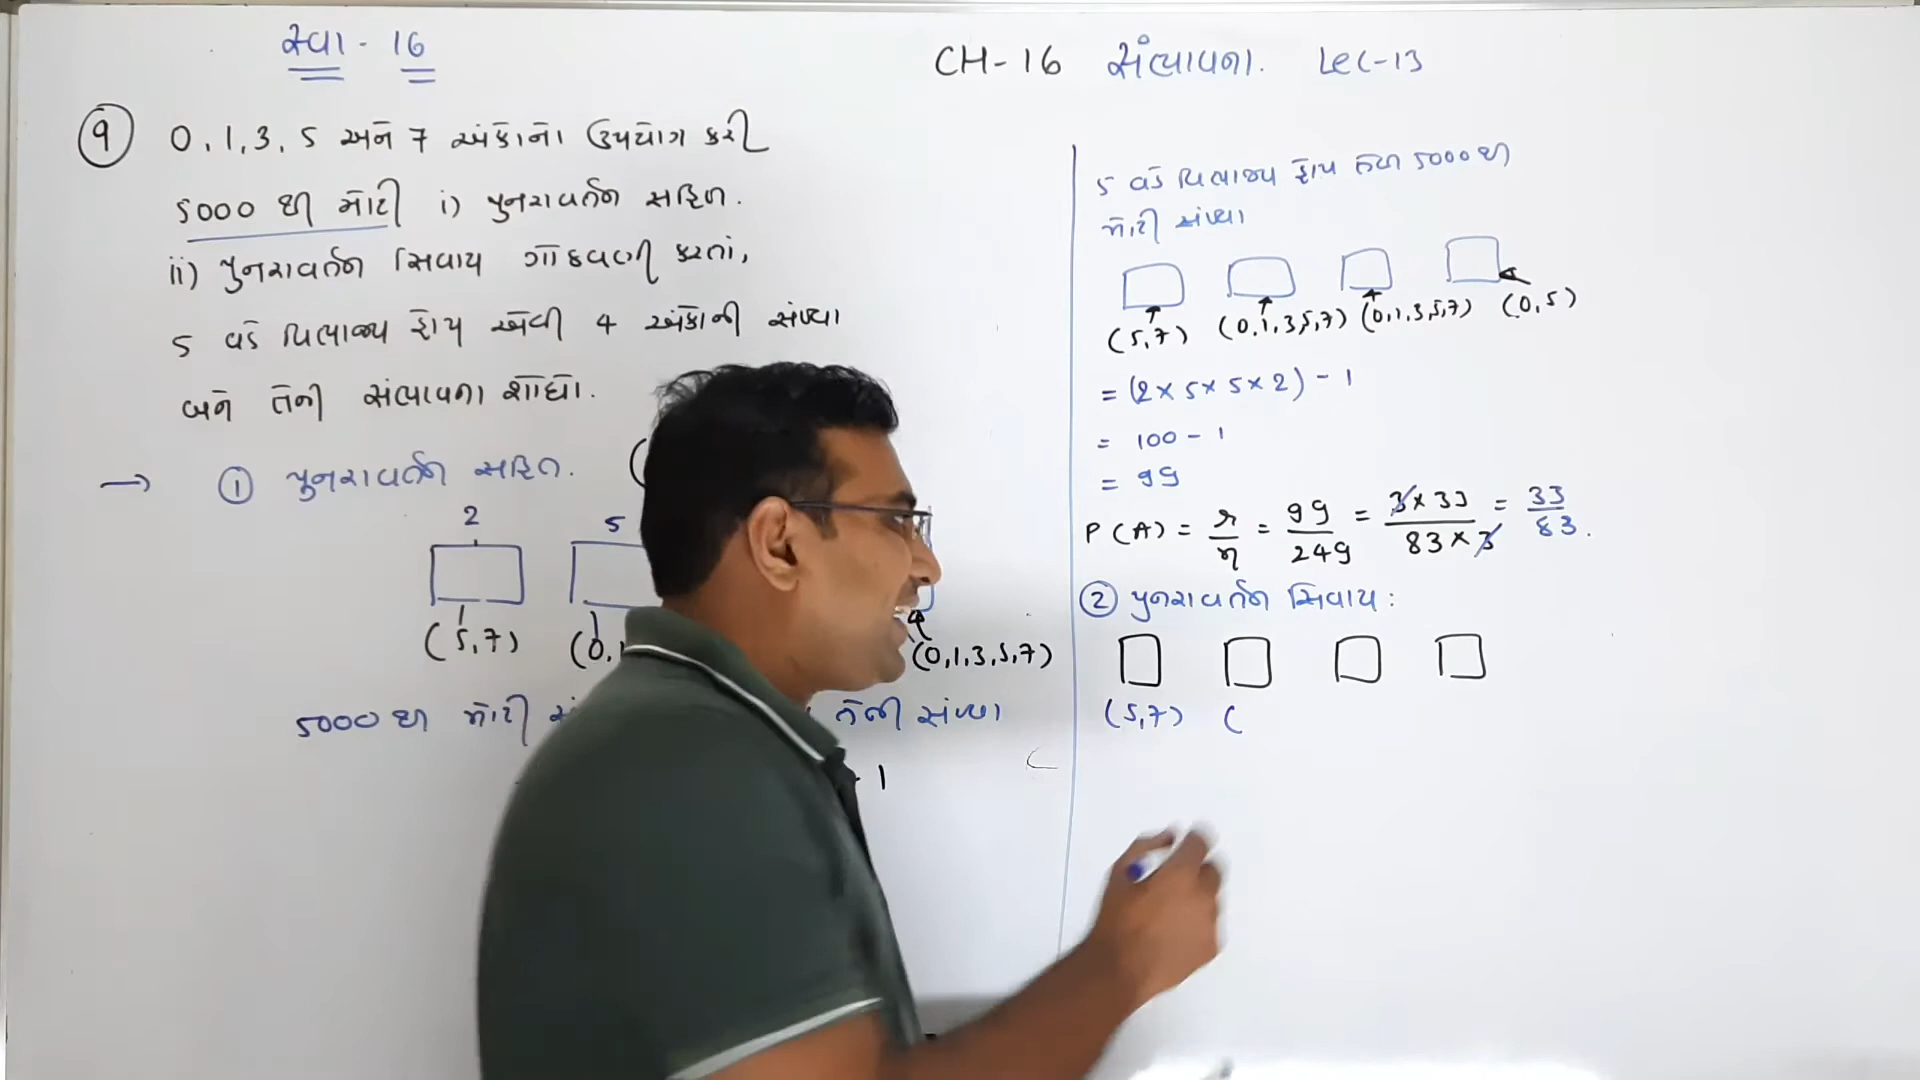 સ્વા - 16
CH-16 સંભાવના. Lec-13
9 0, 1, 3, 5 અને 7 અંકોનો ઉપયોગ કરી
5000 થી મોટી i) પુનરાવર્તન સહિત.
ii) પુનરાવર્તન સિવાય ગોઠવણી કરતાં,
5 વડે વિભાજ્ય હોય એવી 4 અંકોની સંખ્યા
બને તેની સંભાવના શોધો.
→ 1 પુનરાવર્તન સહિત. (
2 5
(5,7) (0,1 (0,1,3,5,7)
5000 થી મોટી તેની સંખ્યા
- 1
5 વડે વિભાજ્ય હોય તેવી 5000 થી
મોટી સંખ્યા
(5,7) (0,1,3,5,7) (0,1,3,5,7) (0,5)
= (2 × 5 × 5 × 2) - 1
= 100 - 1
= 99
P(A) = r/n = 99/249 = 3×33/83×3 = 33/83.
2 પુનરાવર્તન સિવાય :
(5,7) (